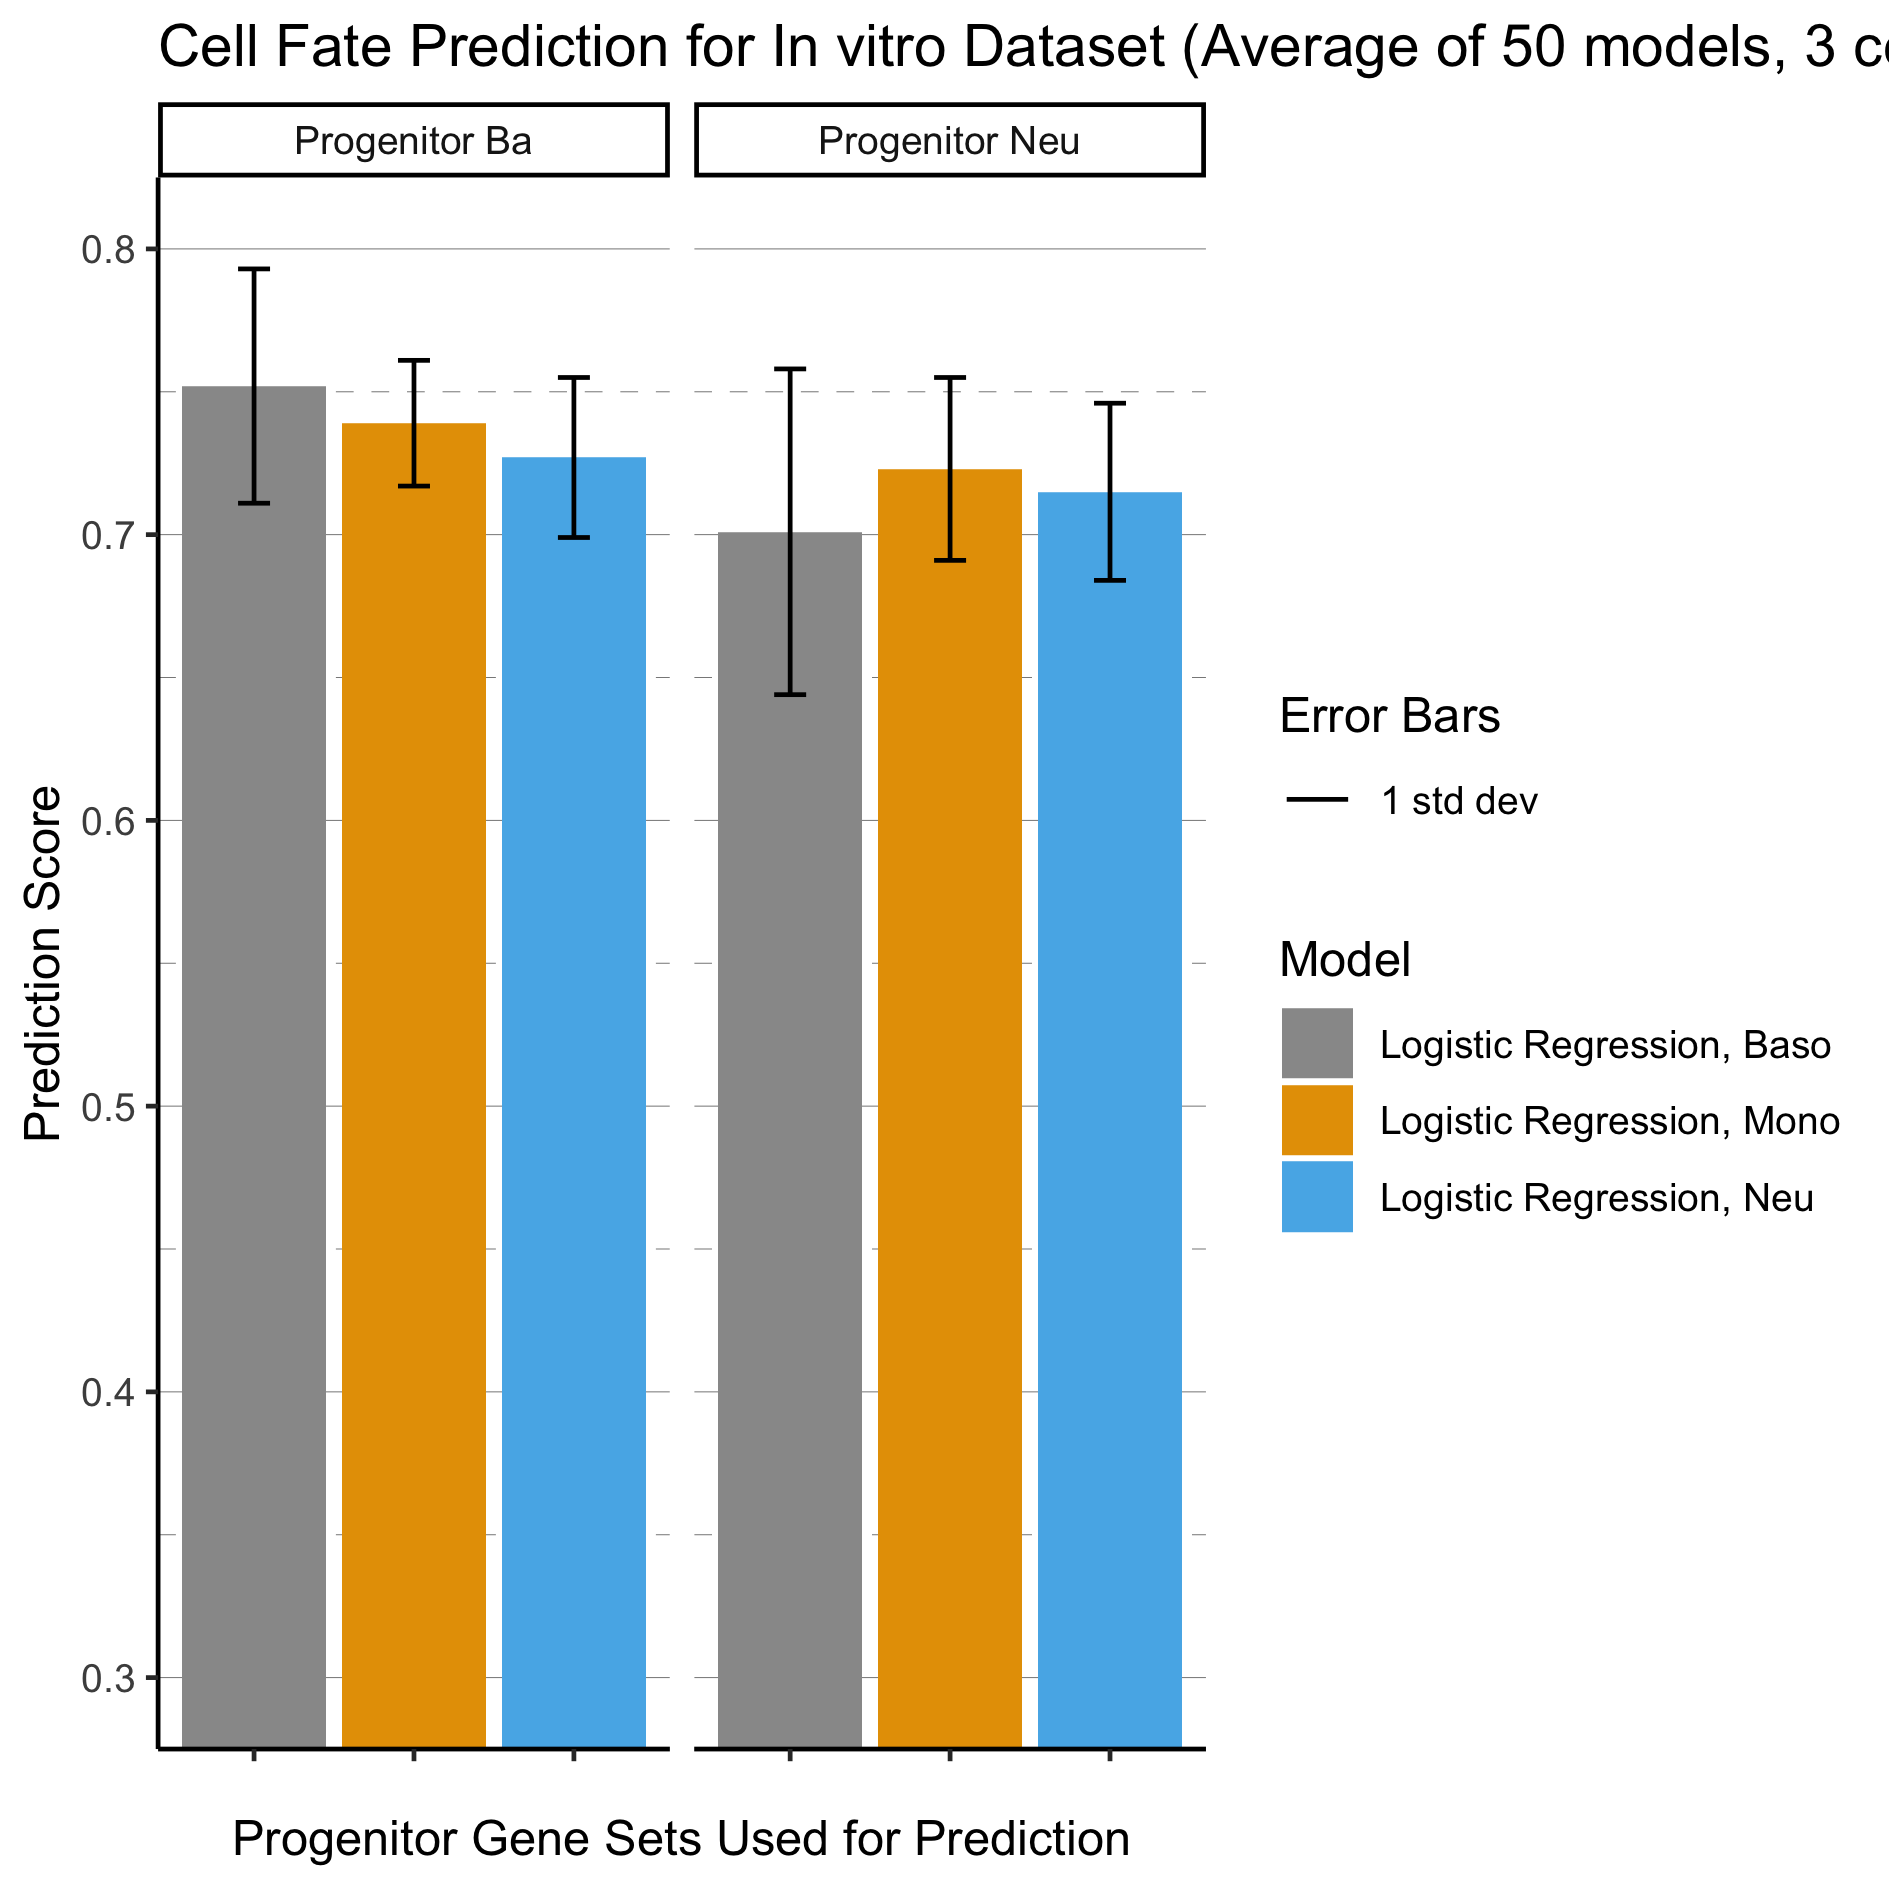 Cell Fate Prediction for In vitro Dataset (Average of 50 models, 3
Progenitor Ba
Progenitor Neu
0.8
0.7
0.6
0.5
0.4
0.3
Prediction Score
Progenitor Gene Sets Used for Prediction
Error Bars
1 std dev
Model
Logistic Regression, Baso
Logistic Regression, Mono
Logistic Regression, Neu